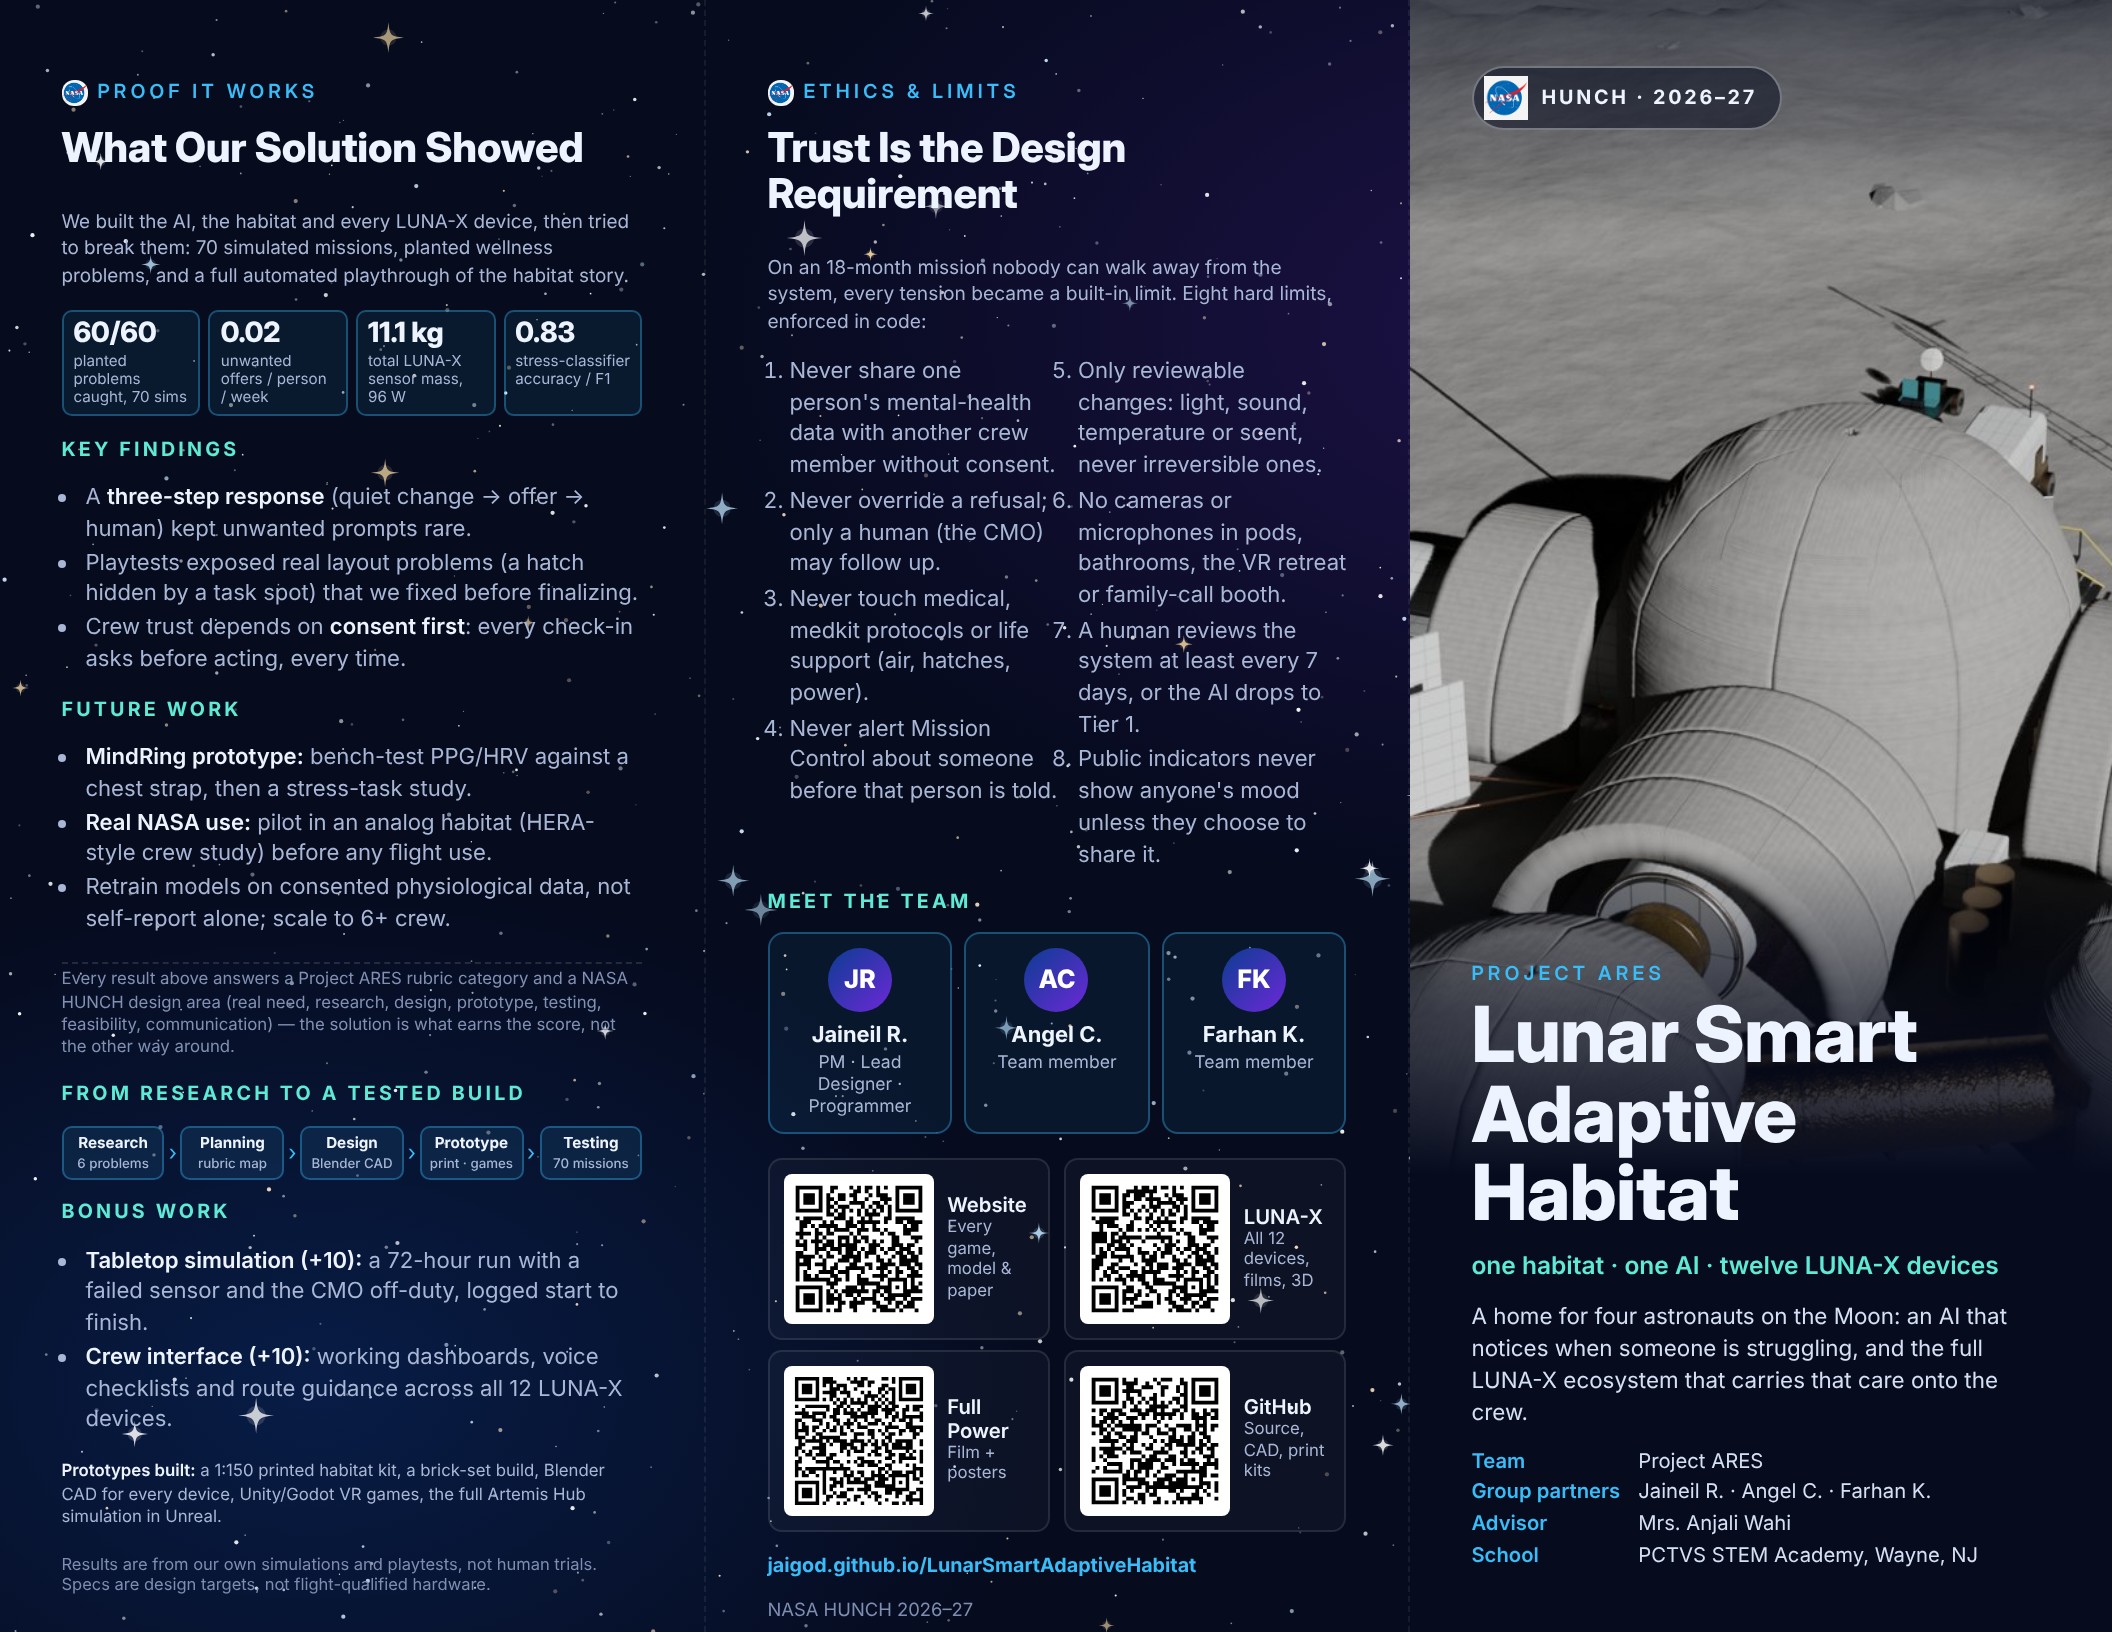 NASA PROOF IT WORKS
What Our Solution Showed
We built the AI, the habitat and every LUNA-X device, then tried
to break them: 70 simulated missions, planted wellness
problems, and a full automated playthrough of the habitat story.
60/60
planted
problems
caught, 70 sims
0.02
unwanted
offers / person
/ week
11.1 kg
total LUNA-X
sensor mass,
96 W
0.83
stress-classifier
accuracy / F1
KEY FINDINGS
• A three-step response (quiet change → offer →
human) kept unwanted prompts rare.
• Playtests exposed real layout problems (a hatch
hidden by a task spot) that we fixed before finalizing.
• Crew trust depends on consent first: every check-in
asks before acting, every time.
FUTURE WORK
• MindRing prototype: bench-test PPG/HRV against a
chest strap, then a stress-task study.
• Real NASA use: pilot in an analog habitat (HERA-
style crew study) before any flight use.
• Retrain models on consented physiological data, not
self-report alone; scale to 6+ crew.
Every result above answers a Project ARES rubric category and a NASA
HUNCH design area (real need, research, design, prototype, testing,
feasibility, communication) — the solution is what earns the score, not
the other way around.
FROM RESEARCH TO A TESTED BUILD
Research
6 problems
›
Planning
rubric map
›
Design
Blender CAD
›
Prototype
print · games
›
Testing
70 missions
BONUS WORK
• Tabletop simulation (+10): a 72-hour run with a
failed sensor and the CMO off-duty, logged start to
finish.
• Crew interface (+10): working dashboards, voice
checklists and route guidance across all 12 LUNA-X
devices.
Prototypes built: a 1:150 printed habitat kit, a brick-set build, Blender
CAD for every device, Unity/Godot VR games, the full Artemis Hub
simulation in Unreal.
Results are from our own simulations and playtests, not human trials.
Specs are design targets, not flight-qualified hardware.
NASA ETHICS & LIMITS
Trust Is the Design
Requirement
On an 18-month mission nobody can walk away from the
system, every tension became a built-in limit. Eight hard limits,
enforced in code:
1. Never share one
person's mental-health
data with another crew
member without consent.
2. Never override a refusal;
only a human (the CMO)
may follow up.
3. Never touch medical,
medkit protocols or life
support (air, hatches,
power).
4. Never alert Mission
Control about someone
before that person is told.
5. Only reviewable
changes: light, sound,
temperature or scent,
never irreversible ones.
6. No cameras or
microphones in pods,
bathrooms, the VR retreat
or family-call booth.
7. A human reviews the
system at least every 7
days, or the AI drops to
Tier 1.
8. Public indicators never
show anyone's mood
unless they choose to
share it.
MEET THE TEAM
JR
Jaineil R.
PM · Lead
Designer ·
Programmer
AC
Angel C.
Team member
FK
Farhan K.
Team member
Website
Every
game,
model &
paper
LUNA-X
All 12
devices,
films, 3D
Full
Power
Film +
posters
GitHub
Source,
CAD, print
kits
jaigod.github.io/LunarSmartAdaptiveHabitat
NASA HUNCH 2026–27
NASA HUNCH · 2026–27
PROJECT ARES
Lunar Smart
Adaptive
Habitat
one habitat · one AI · twelve LUNA-X devices
A home for four astronauts on the Moon: an AI that
notices when someone is struggling, and the full
LUNA-X ecosystem that carries that care onto the
crew.
Team Project ARES
Group partners Jaineil R. · Angel C. · Farhan K.
Advisor Mrs. Anjali Wahi
School PCTVS STEM Academy, Wayne, NJ